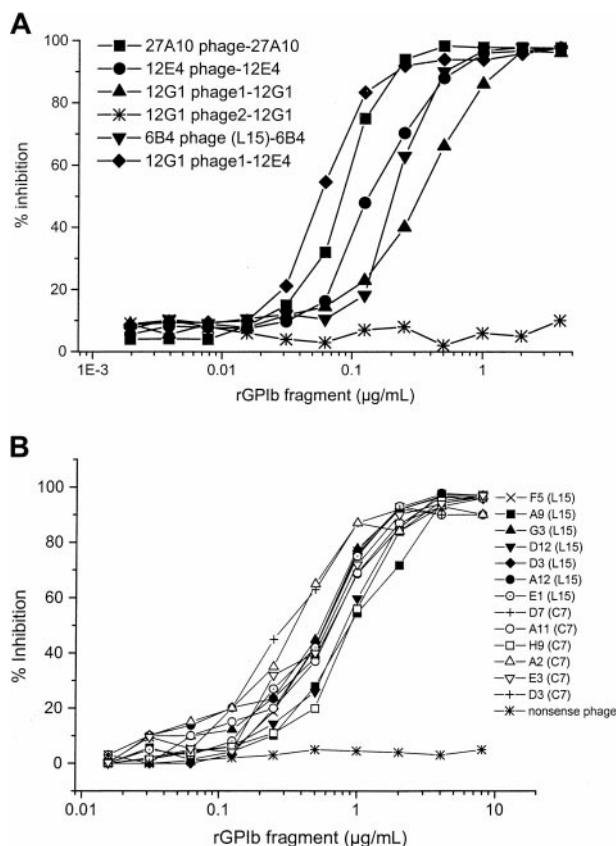 A
100
80
60
40
20
0
% inhibition
27A10 phage-27A10
12E4 phage-12E4
12G1 phage1-12G1
12G1 phage2-12G1
6B4 phage (L15)-6B4
12G1 phage1-12E4
1E-3 0.01 0.1 1
rGPIb fragment (µg/mL)
B
100
80
60
40
20
0
% Inhibition
F5 (L15)
A9 (L15)
G3 (L15)
D12 (L15)
D3 (L15)
A12 (L15)
E1 (L15)
D7 (C7)
A11 (C7)
H9 (C7)
A2 (C7)
E3 (C7)
D3 (C7)
nonsense phage
0.01 0.1 1 10
rGPIb fragment (µg/mL)